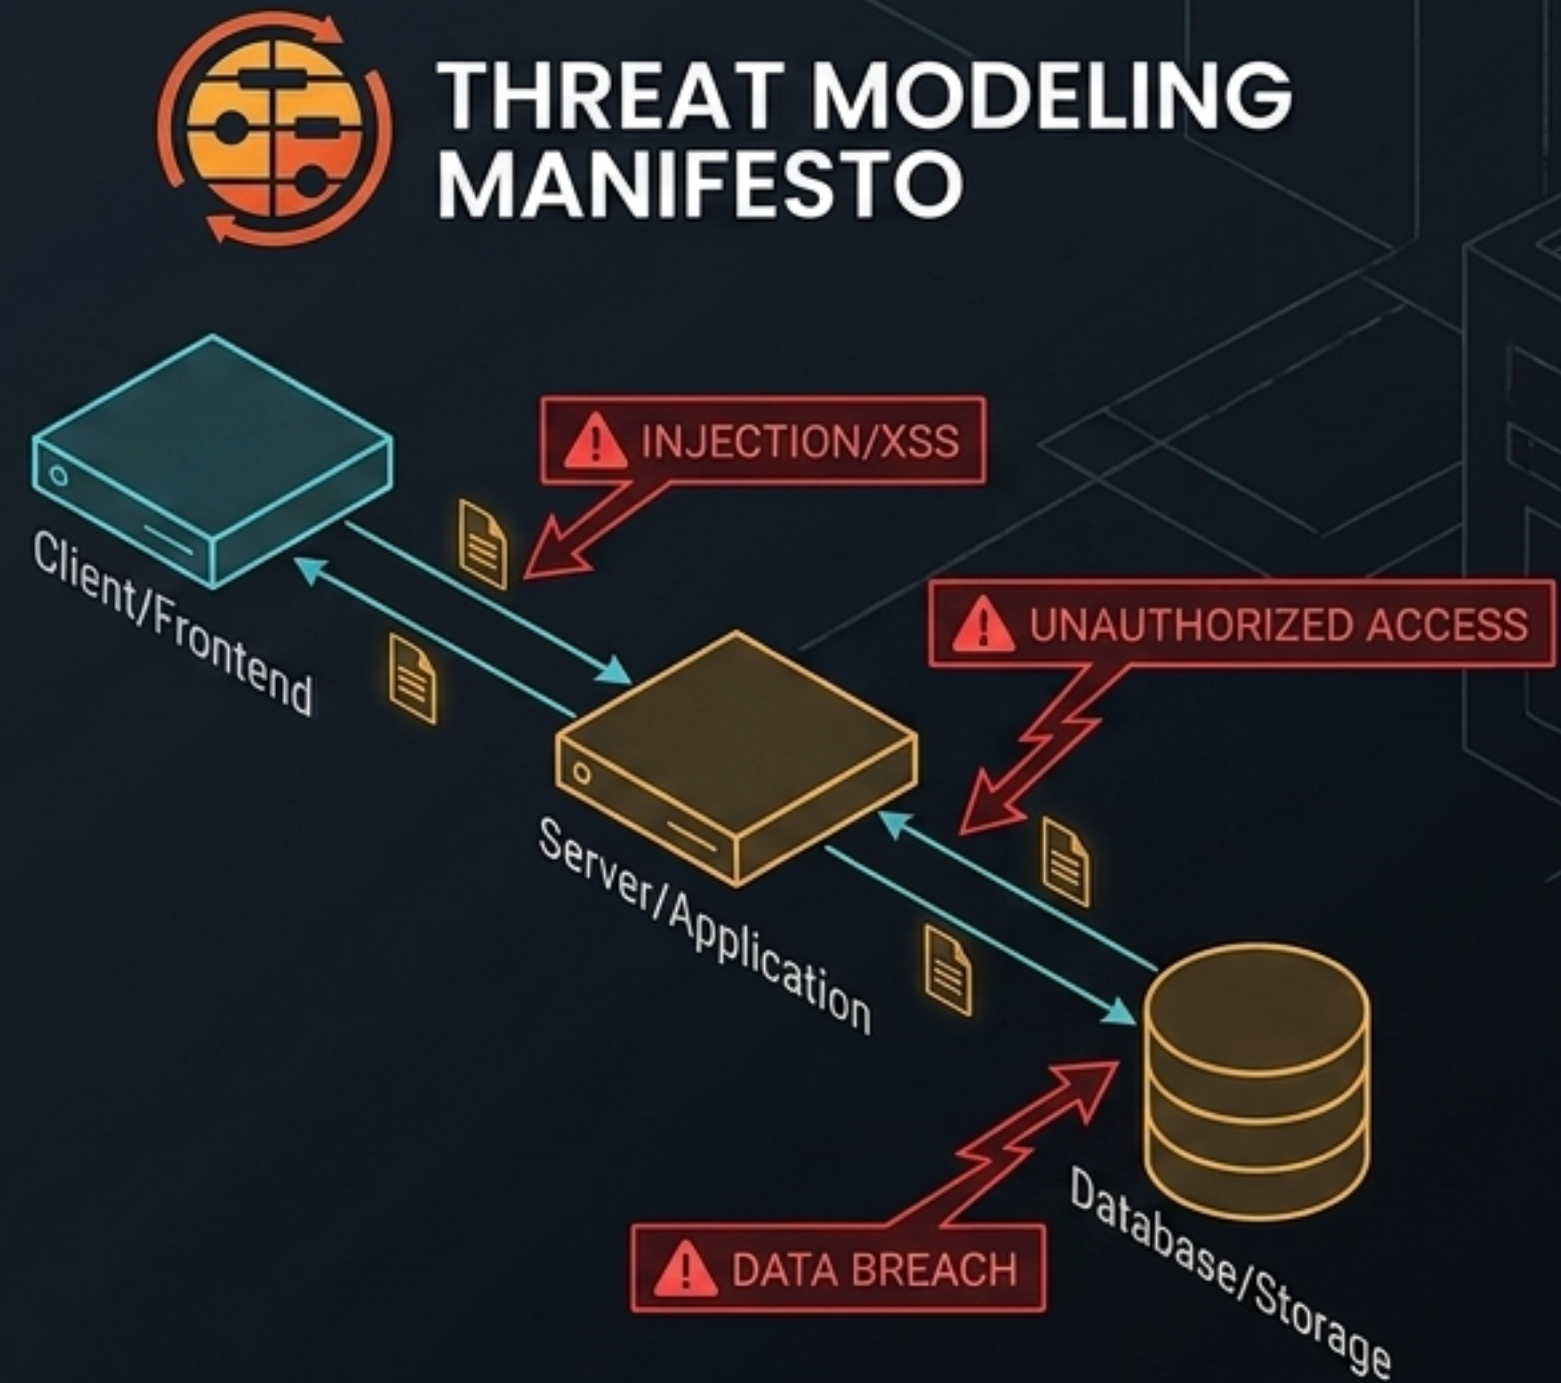 THREAT MODELING
MANIFESTO
INJECTION/XSS
Client/Frontend
UNAUTHORIZED ACCESS
Server/Application
DATA BREACH
Database/Storage